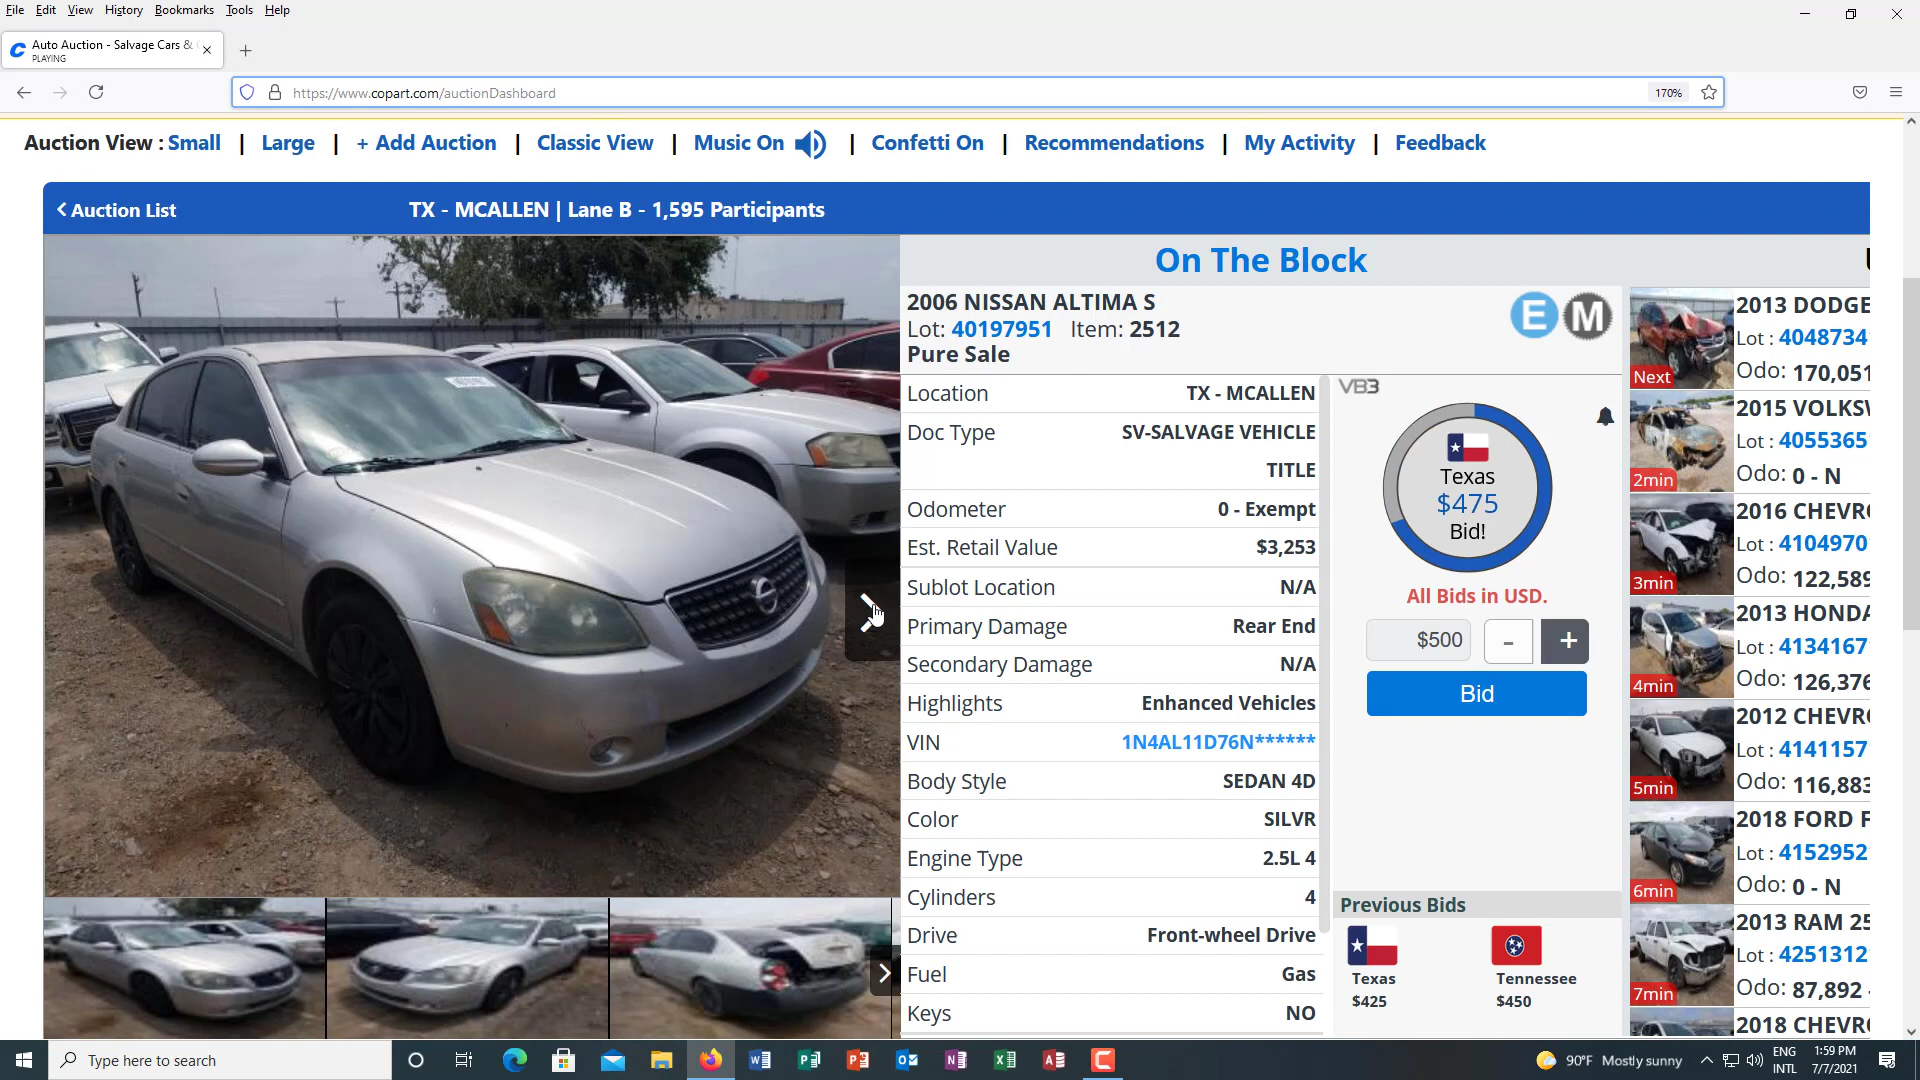 File Edit View History Bookmarks Tools Help
Auto Auction - Salvage Cars &
PLAYING
https://www.copart.com/auctionDashboard
170%
Auction View : Small | Large | + Add Auction | Classic View | Music On | Confetti On | Recommendations | My Activity | Feedback
Auction List
TX - MCALLEN | Lane B - 1,595 Participants
On The Block
2006 NISSAN ALTIMA S
Lot: 40197951 Item: 2512
Pure Sale
E M
Location TX - MCALLEN
Doc Type SV-SALVAGE VEHICLE
TITLE
Odometer 0 - Exempt
Est. Retail Value $3,253
Sublot Location N/A
Primary Damage Rear End
Secondary Damage N/A
Highlights Enhanced Vehicles
VIN 1N4AL11D76N******
Body Style SEDAN 4D
Color SILVR
Engine Type 2.5L 4
Cylinders 4
Drive Front-wheel Drive
Fuel Gas
Keys NO
VB3
Texas
$475
Bid!
All Bids in USD.
$500 - +
Bid
Previous Bids
Texas
$425
Tennessee
$450
2013 DODGE
Lot : 4048734
Odo: 170,051
Next
2015 VOLKSW
Lot : 4055365
Odo: 0 - N
2min
2016 CHEVRO
Lot : 4104970
Odo: 122,589
3min
2013 HONDA
Lot : 4134167
Odo: 126,376
4min
2012 CHEVRO
Lot : 4141157
Odo: 116,883
5min
2018 FORD F
Lot : 4152952
Odo: 0 - N
6min
2013 RAM 25
Lot : 4251312
Odo: 87,892 -
7min
2018 CHEVRO
Type here to search
90°F Mostly sunny
ENG
INTL
1:59 PM
7/7/2021